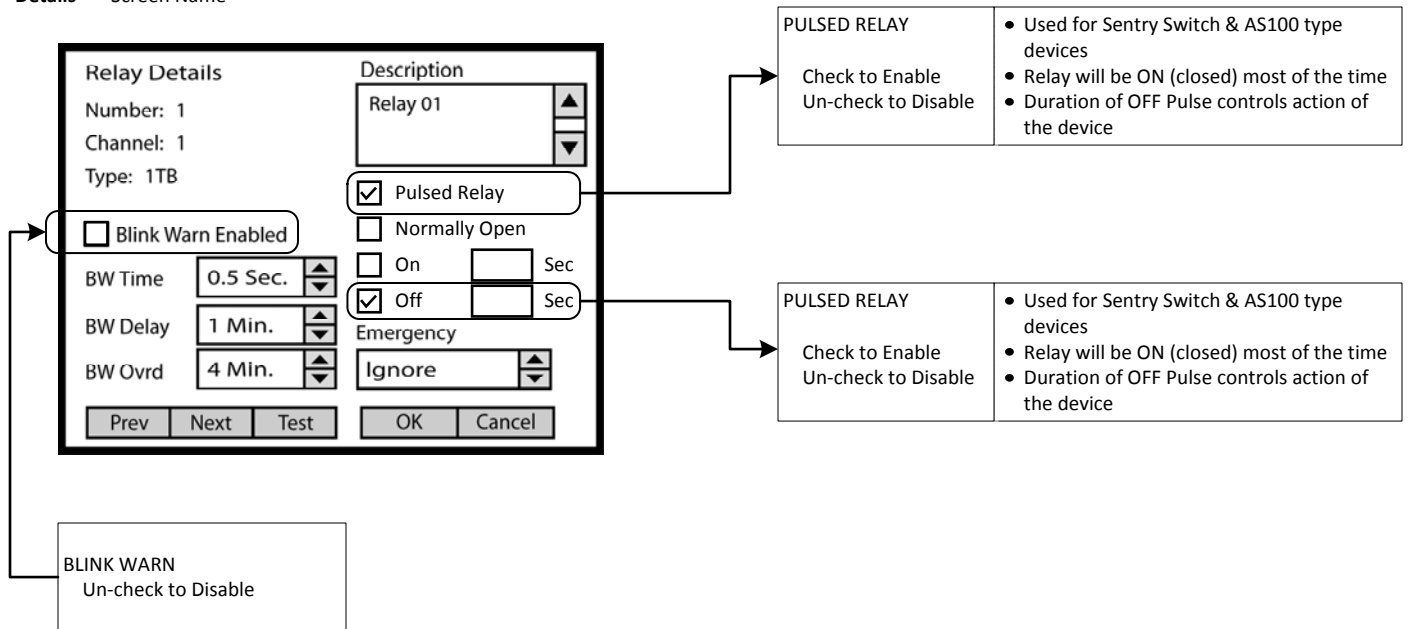 Details Screen Name
Relay Details
Number: 1
Channel: 1
Type: 1TB
Blink Warn Enabled
BW Time 0.5 Sec.
BW Delay 1 Min.
BW Ovrd 4 Min.
Prev Next Test
Description
Relay 01
Pulsed Relay
Normally Open
On Sec
Off Sec
Emergency
Ignore
OK Cancel
PULSED RELAY
Check to Enable
Un-check to Disable
• Used for Sentry Switch & AS100 type
devices
• Relay will be ON (closed) most of the time
• Duration of OFF Pulse controls action of
the device
PULSED RELAY
Check to Enable
Un-check to Disable
• Used for Sentry Switch & AS100 type
devices
• Relay will be ON (closed) most of the time
• Duration of OFF Pulse controls action of
the device
BLINK WARN
Un-check to Disable